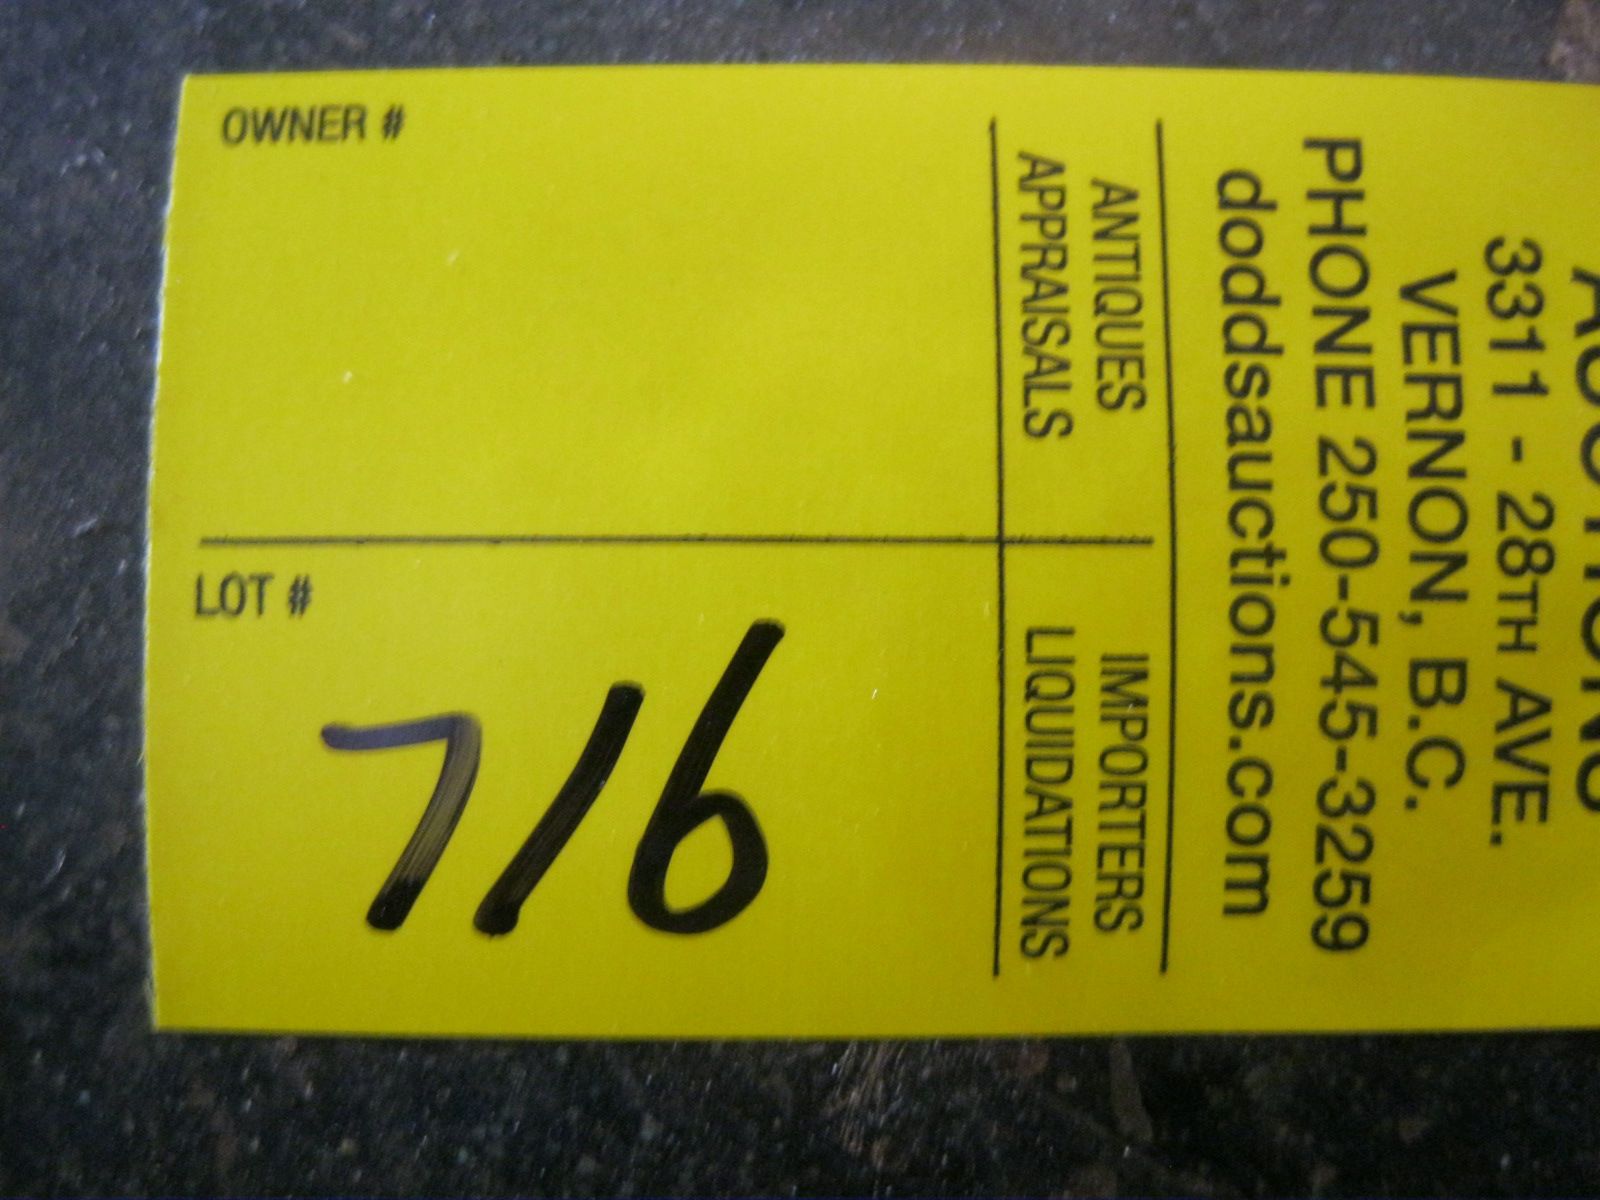 3311 - 28TH AVE.
VERNON, B.C.
PHONE 250-545-3259
doddsauctions.com
ANTIQUES IMPORTERS
APPRAISALS LIQUIDATIONS
OWNER #
LOT #
716